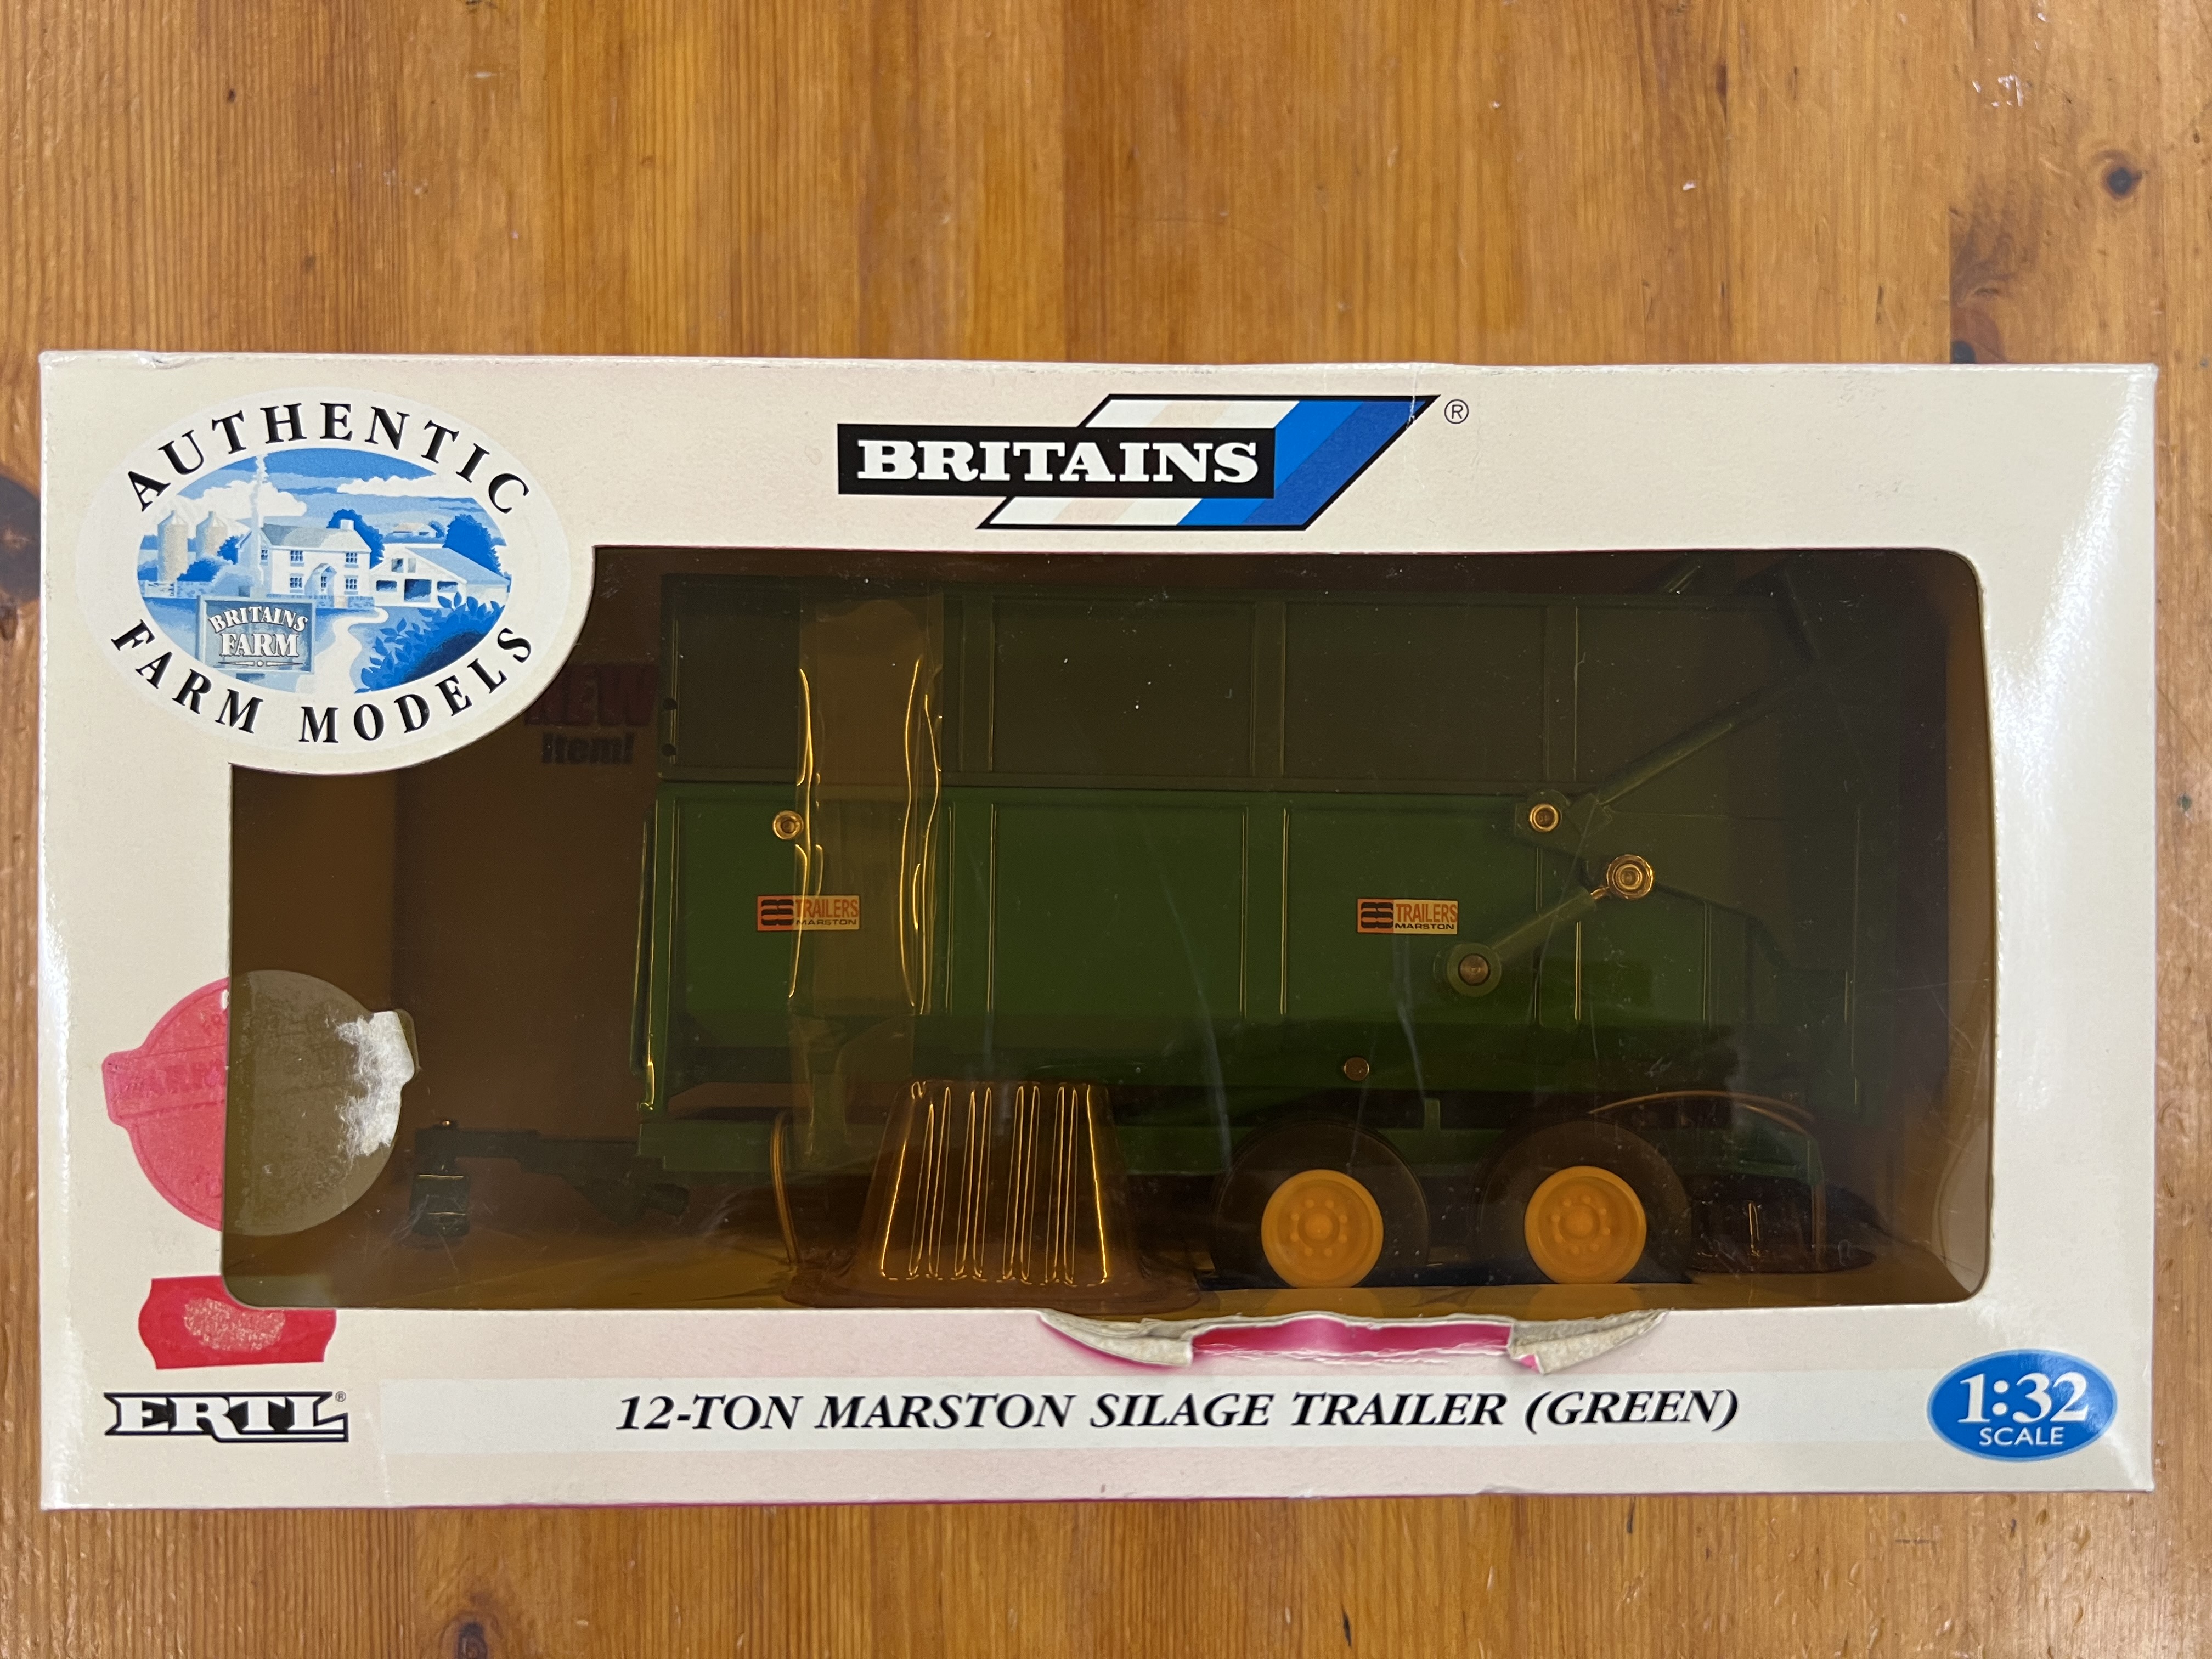 AUTHENTIC
FARM MODELS
BRITAINS
FARM
BRITAINS®
NEW
Item!
TRAILERS
MARSTON
TRAILERS
MARSTON
ERTL®
12-TON MARSTON SILAGE TRAILER (GREEN)
1:32
SCALE